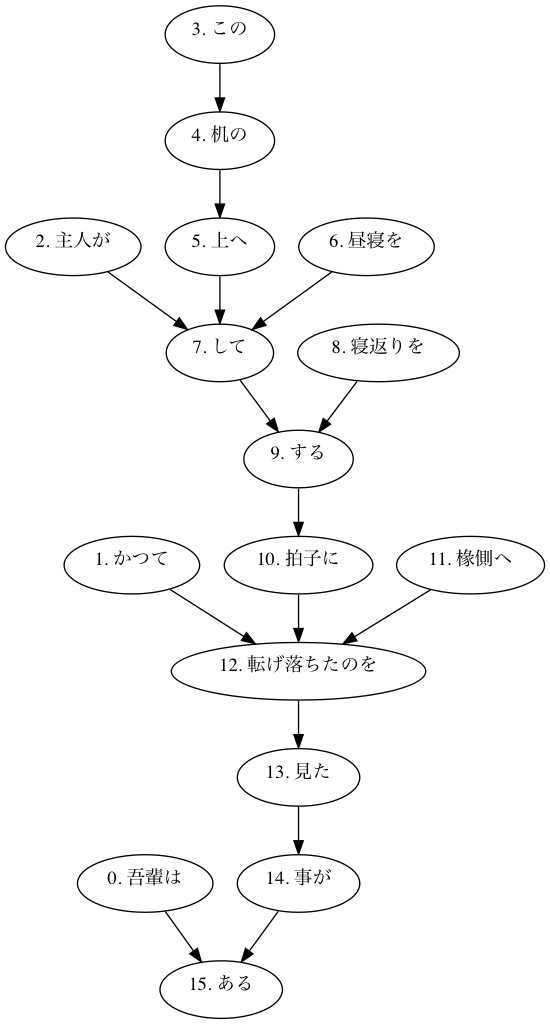 3. この
4. 机の
2. 主人が
5. 上へ
6. 昼寝を
7. して
8. 寝返りを
9. する
1. かつて
10. 拍子に
11. 椽側へ
12. 転げ落ちたのを
13. 見た
0. 吾輩は
14. 事が
15. ある